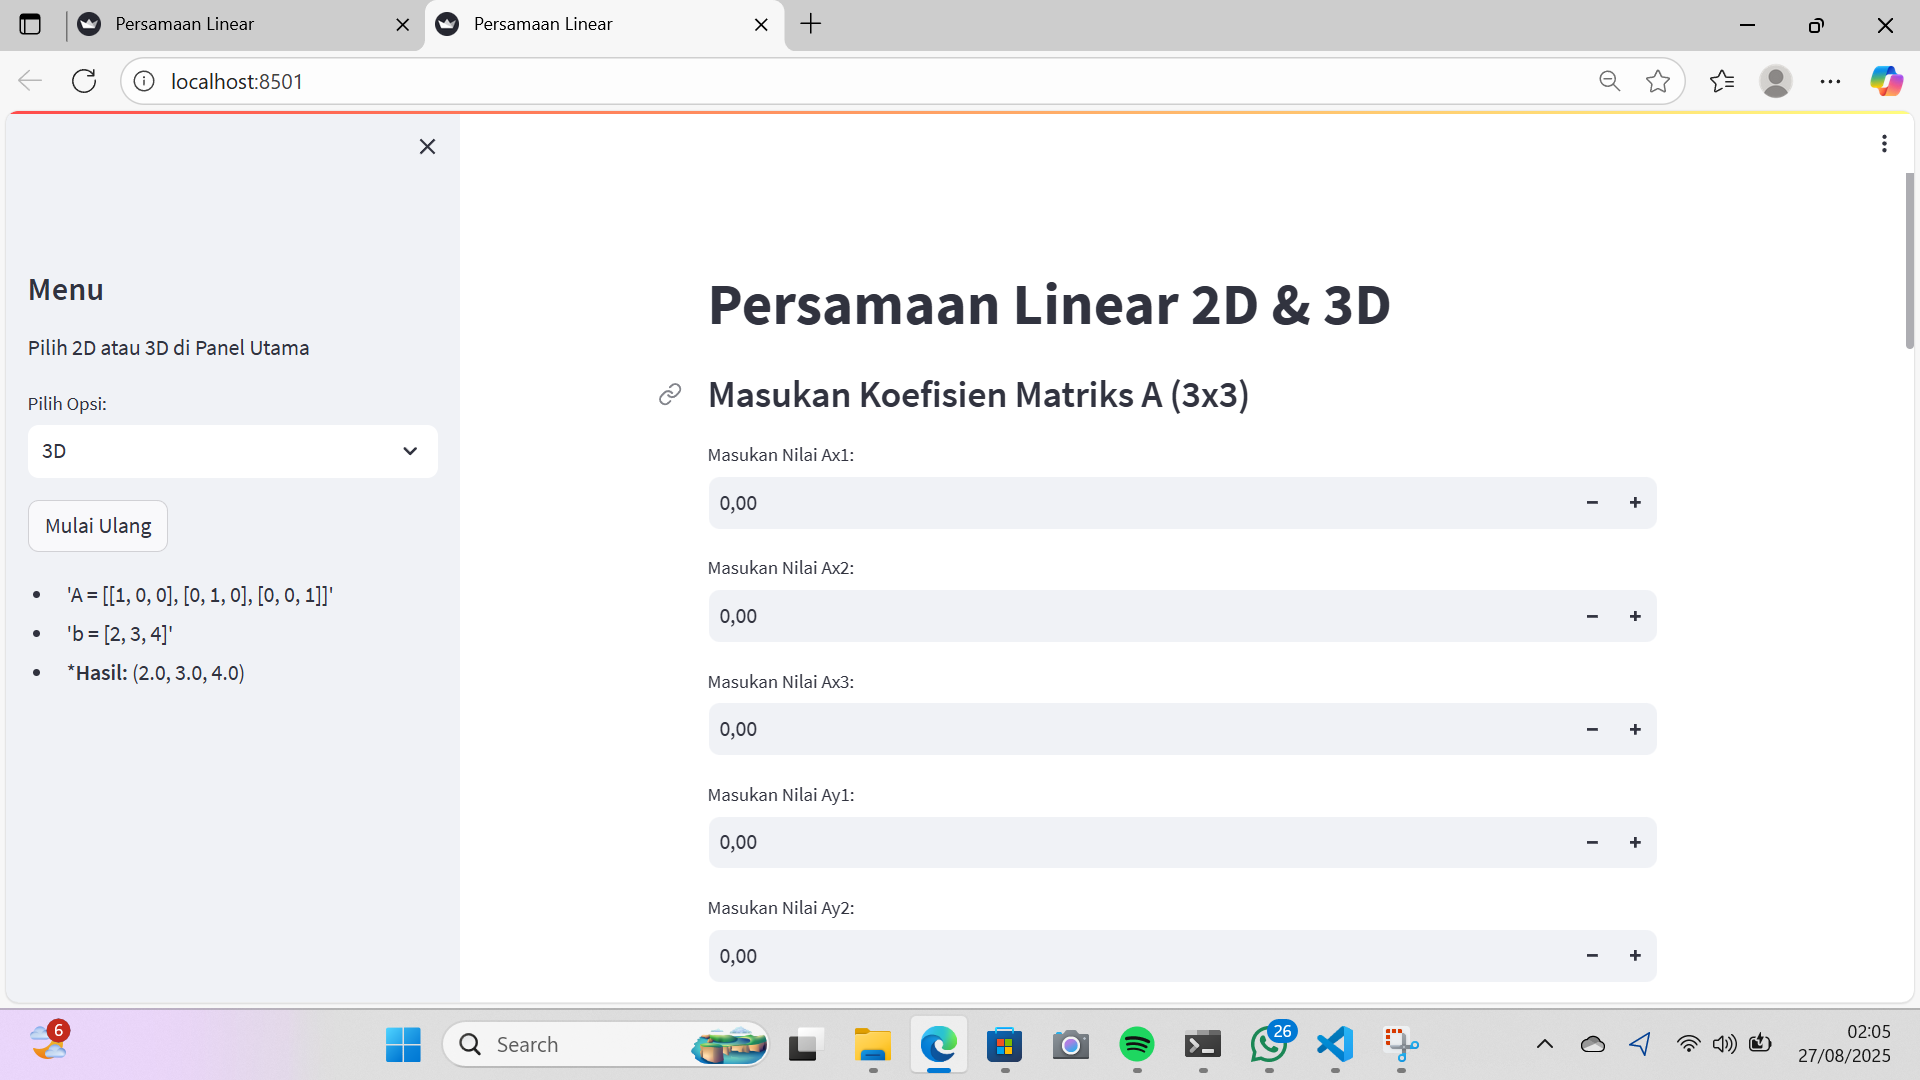 Persamaan Linear
Persamaan Linear
localhost:8501
Menu
Pilih 2D atau 3D di Panel Utama
Pilih Opsi:
3D
Mulai Ulang
'A = [[1, 0, 0], [0, 1, 0], [0, 0, 1]]'
'b = [2, 3, 4]'
*Hasil: (2.0, 3.0, 4.0)
Persamaan Linear 2D & 3D
Masukan Koefisien Matriks A (3x3)
Masukan Nilai Ax1:
0,00
Masukan Nilai Ax2:
0,00
Masukan Nilai Ax3:
0,00
Masukan Nilai Ay1:
0,00
Masukan Nilai Ay2:
0,00
6
Search
26
02:05
27/08/2025